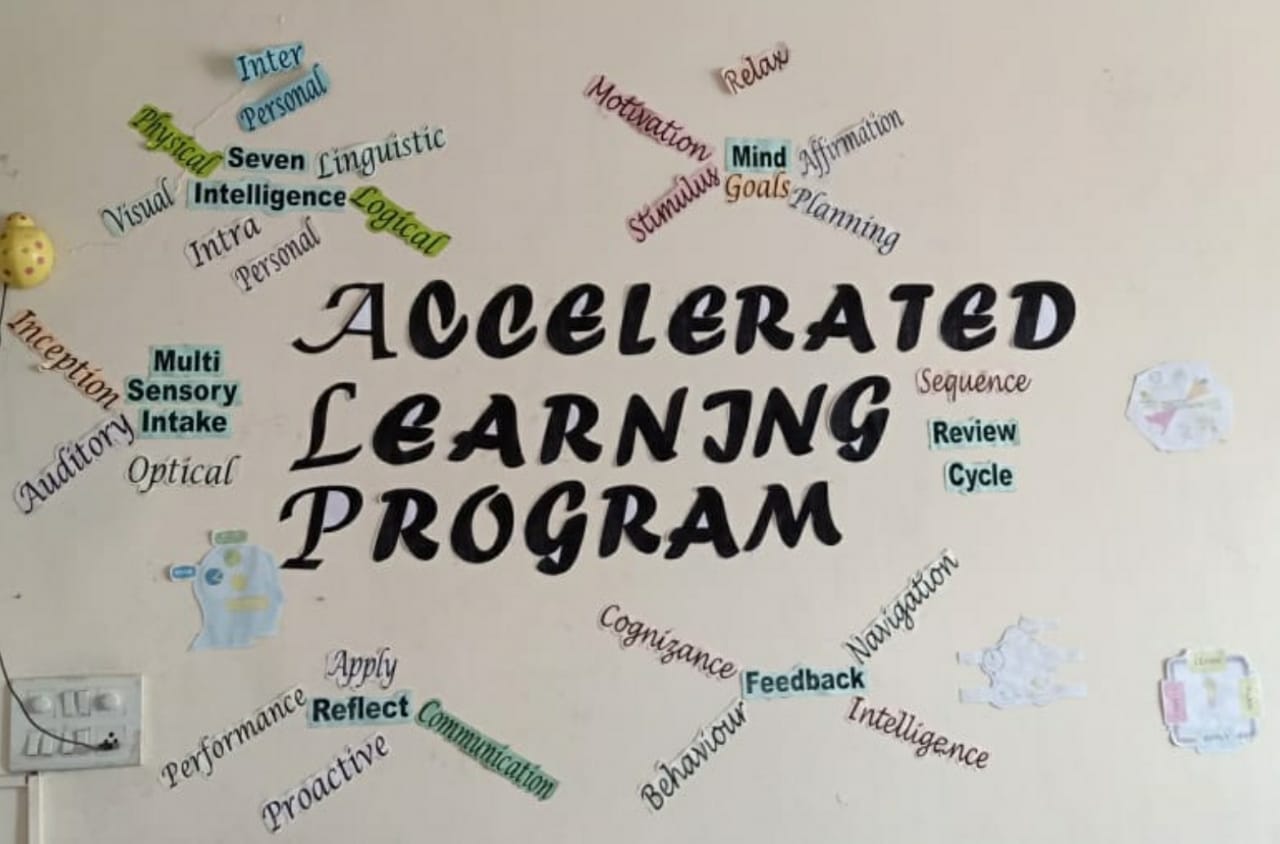 Inter
Personal
Physical
Seven
Linguistic
Visual
Intelligence
Logical
Intra
Personal
Relax
Motivation
Mind
Affirmation
Stimulus
Goals
Planning
ACCELERATED
LEARNING
PROGRAM
Inception
Multi
Sensory
Intake
Auditory
Optical
Sequence
Review
Cycle
Apply
Performance
Reflect
Communication
Proactive
Cognizance
Navigation
Feedback
Behaviour
Intelligence